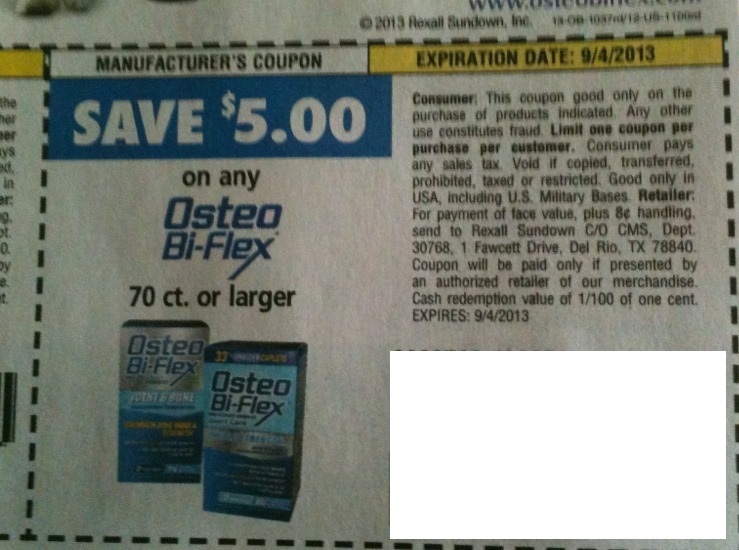 © 2013 Rexall Sundown, Inc.
MANUFACTURER'S COUPON
EXPIRATION DATE: 9/4/2013
SAVE $5.00
on any
Osteo
Bi-Flex
70 ct. or larger
Consumer: This coupon good only on the
purchase of products indicated. Any other
use constitutes fraud. Limit one coupon per
purchase per customer. Consumer pays
any sales tax. Void if copied, transferred,
prohibited, taxed or restricted. Good only in
USA, including U.S. Military Bases. Retailer:
For payment of face value, plus 8¢ handling,
send to Rexall Sundown C/O CMS, Dept.
30768, 1 Fawcett Drive, Del Rio, TX 78840.
Coupon will be paid only if presented by
an authorized retailer of our merchandise.
Cash redemption value of 1/100 of one cent.
EXPIRES: 9/4/2013
Osteo
Bi-Flex
JOINT & BONE
Osteo
Bi-Flex